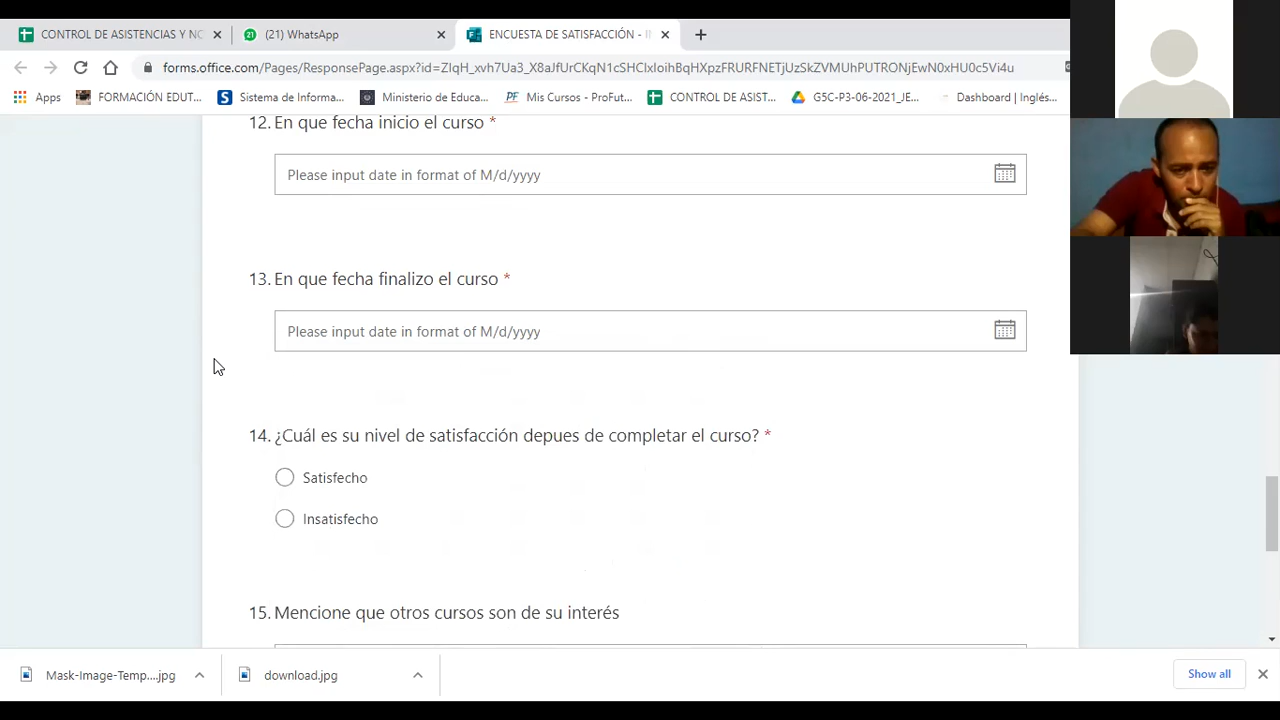 CONTROL DE ASISTENCIAS Y NC
(21) WhatsApp
ENCUESTA DE SATISFACCIÓN - IN
forms.office.com/Pages/ResponsePage.aspx?id=
Apps
FORMACIÓN EDUT...
Sistema de Informa...
Ministerio de Educa...
Mis Cursos - ProFut...
CONTROL DE ASIST...
G5C-P3-06-2021_JE...
Dashboard | Inglés...
12. En que fecha inicio el curso *
Please input date in format of M/d/yyyy
13. En que fecha finalizo el curso *
Please input date in format of M/d/yyyy
14. ¿Cuál es su nivel de satisfacción depues de completar el curso? *
Satisfecho
Insatisfecho
15. Mencione que otros cursos son de su interés
Mask-Image-Temp....jpg
download.jpg
Show all